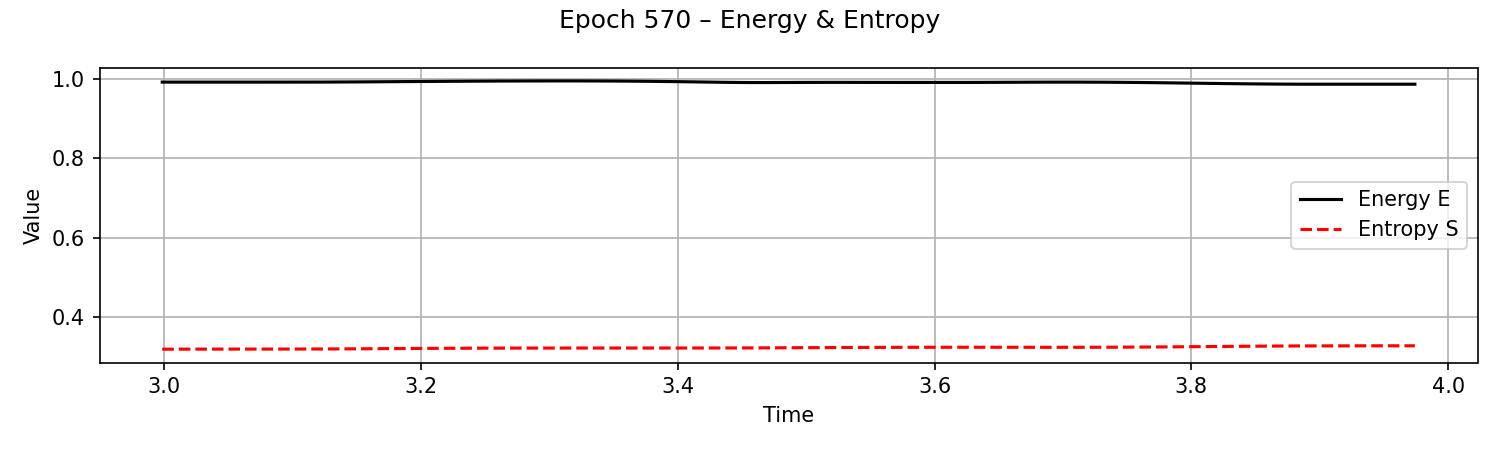 Epoch 570 – Energy & Entropy
1.0
0.8
0.6
0.4
Value
Energy E
Entropy S
3.0 3.2 3.4 3.6 3.8 4.0
Time